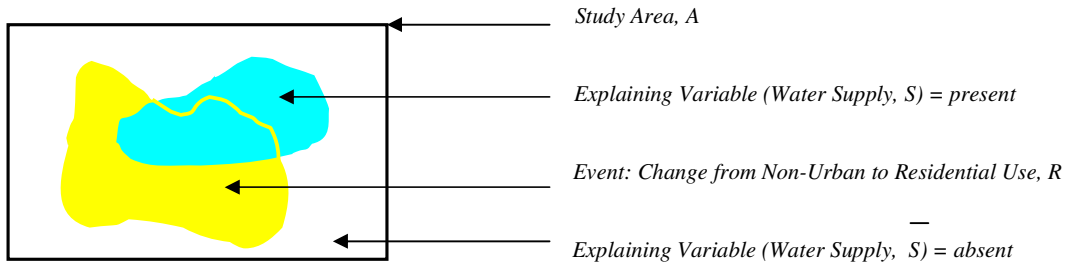 Study Area, A
Explaining Variable (Water Supply, S) = present
Event: Change from Non-Urban to Residential Use, R
Explaining Variable (Water Supply, S̅) = absent